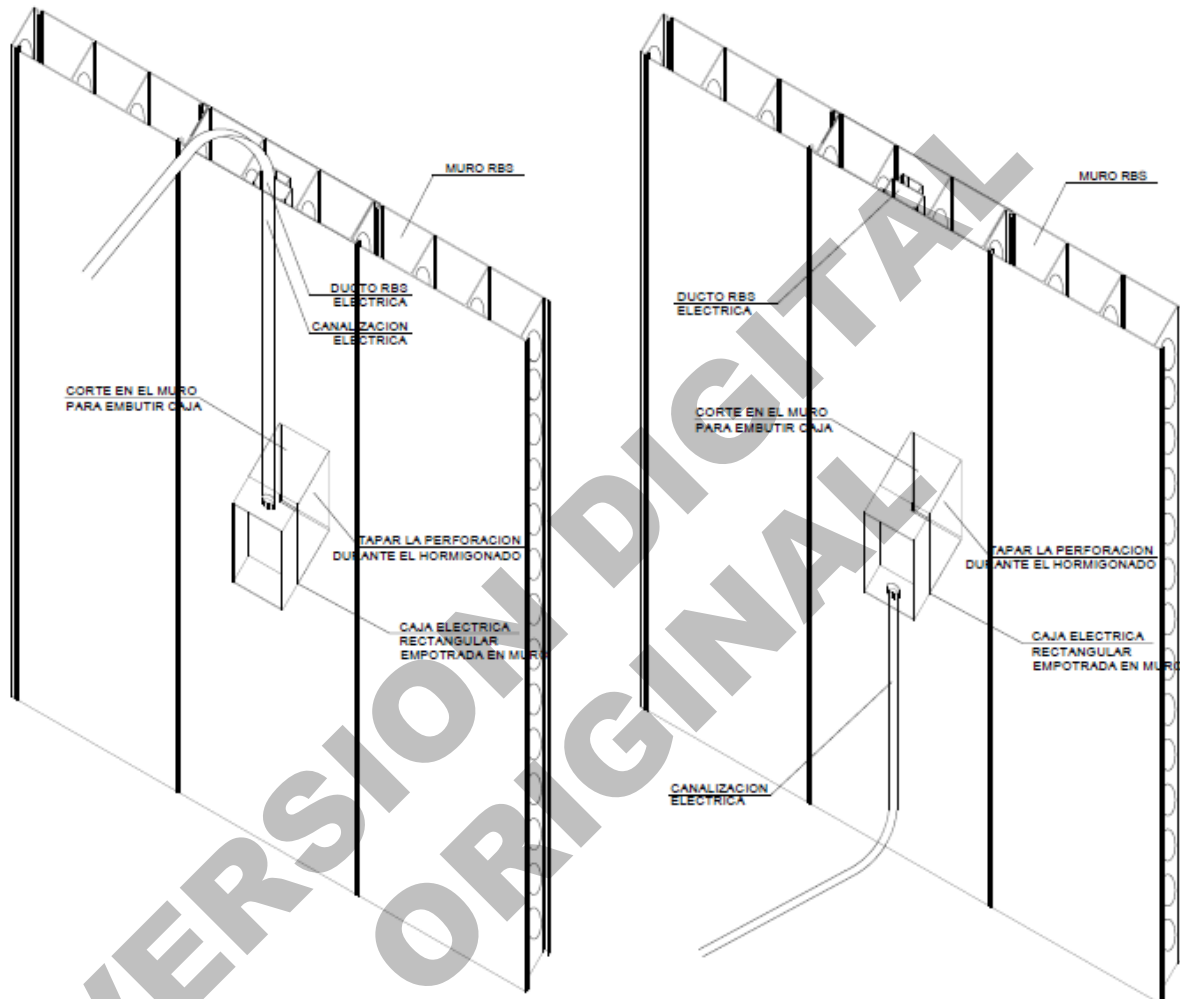 MURO RBS
DUCTO RBS
ELECTRICA
CANALIZACION
ELECTRICA
CORTE EN EL MURO
PARA EMBUTIR CAJA
TAPAR LA PERFORACION
DURANTE EL HORMIGONADO
CAJA ELECTRICA
RECTANGULAR
EMPOTRADA EN MURO
MURO RBS
DUCTO RBS
ELECTRICA
CORTE EN EL MURO
PARA EMBUTIR CAJA
TAPAR LA PERFORACION
DURANTE EL HORMIGONADO
CAJA ELECTRICA
RECTANGULAR
EMPOTRADA EN MURO
CANALIZACION
ELECTRICA
VERSION DIGITAL
ORIGINAL